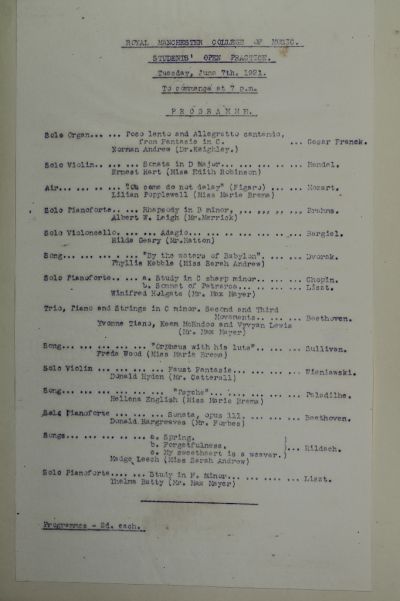 ROYAL MANCHESTER COLLEGE OF MUSIC.
STUDENTS' OPEN PRACTICE.
Tuesday, June 7th. 1921.
To commence at 7 p.m.
PROGRAMME.
Solo Organ... ... Poco lento and Allegretto cantando,
from Fantasia in C. ... Cesar Franck.
Norman Andrew (Dr.Keighley.)
Solo Violin.. ... ... Sonata in D Major... ... ... ... ... Handel.
Ernest Hart (Miss Edith Robinson)
Air... ... ... .. "Oh come do not delay" (Figaro) ... ... Mozart.
Lilian Popplewell (Miss Marie Brema)
Solo Pianoforte.. ... Rhapsody in B minor, ... ... ... ... Brahms.
Albert W. Leigh (Mr.Merrick)
Solo Violoncello. ... ... Adagio... ... ... ... ... ... ... Bargiel.
Hilda Geary (Mr.Hatton)
Song... ... ... ... "By the waters of Babylon". ... ... Dvorak.
Phyllis Kebble (Miss Sarah Andrew)
Solo Pianoforte.. ... a. Study in C sharp minor.. ... ... Chopin.
b. Sonnet of Petrarca... ... ... ... Liszt.
Winifred Holgate (Mr. Max Mayer)
Trio, Piano and Strings in C minor. Second and Third
Movements.. ... ... Beethoven.
Yvonne Tiano, Keem McEndoo and Vyvyan Lewis
(Mr. Max Mayer)
Song... ... ... ... "Orpheus with his lute".. ... ... Sullivan.
Freda Wood (Miss Marie Brema)
Solo Violin ... ... ... Faust Fantasie... ... ... ... Wieniawski.
Donald Hyden (Mr. Catterall)
Song... ... ... ... ... "Psyche".. ... ... ... ... ... Paladilhe.
Hellena English (Miss Marie Brema)
Solo Pianoforte ... ... ... Sonata, opus 111. ... ... ... Beethoven.
Donald Hargreaves (Mr. Forbes)
Songs... ... ... ... .. a. Spring.
b. Forgetfulness. )... Hildach.
c. My sweetheart is a weaver.)
Madge Leech (Miss Sarah Andrew)
Solo Pianoforte... ... ... Study in F. Minor... ... ... ... Liszt.
Thelma Batty (Mr. Max Mayer)
Programmes - 2d. each.